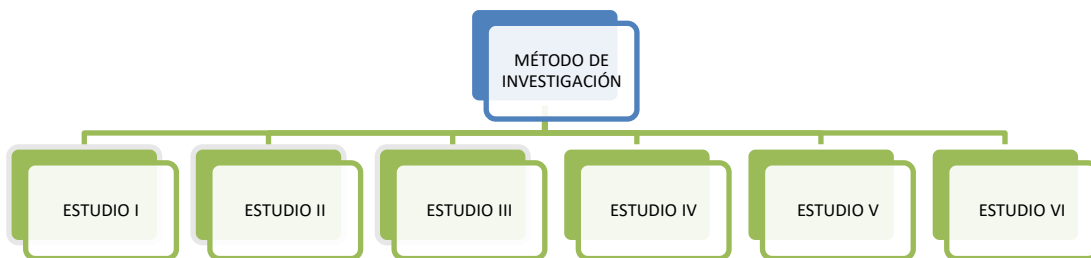 MÉTODO DE
INVESTIGACIÓN
ESTUDIO I
ESTUDIO II
ESTUDIO III
ESTUDIO IV
ESTUDIO V
ESTUDIO VI